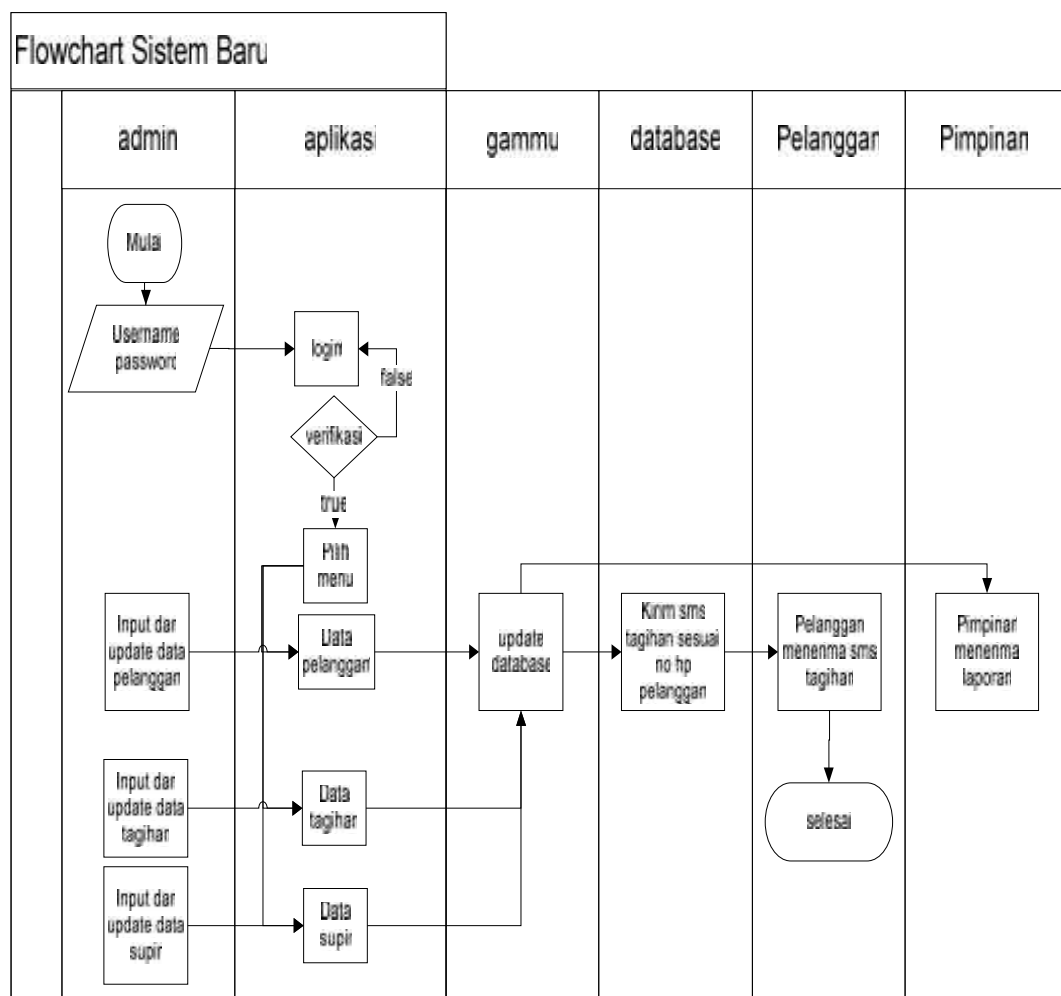 Flowchart Sistem Baru
admin
aplikasi
gammu
database
Pelanggan
Pimpinan
Mulai
Username
password
login
false
verifikasi
true
Pilih
menu
Input dan
update data
pelanggan
Data
pelanggan
update
database
Kirim sms
tagihan sesuai
no hp
pelanggan
Pelanggan
menerima sms
tagihan
Pimpinan
menerima
laporan
Input dan
update data
tagihan
Data
tagihan
selesai
Input dan
update data
supir
Data
supir